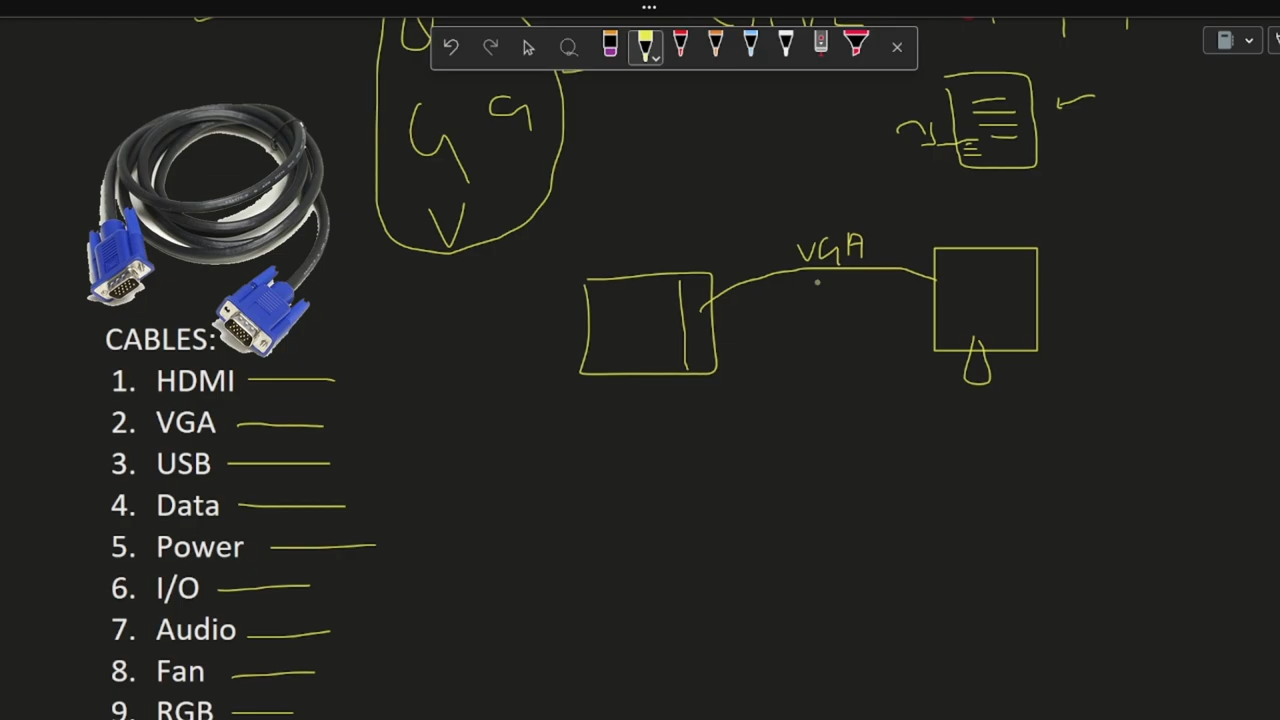 VGA
CABLES:
1. HDMI
2. VGA
3. USB
4. Data
5. Power
6. I/O
7. Audio
8. Fan
9. RGB